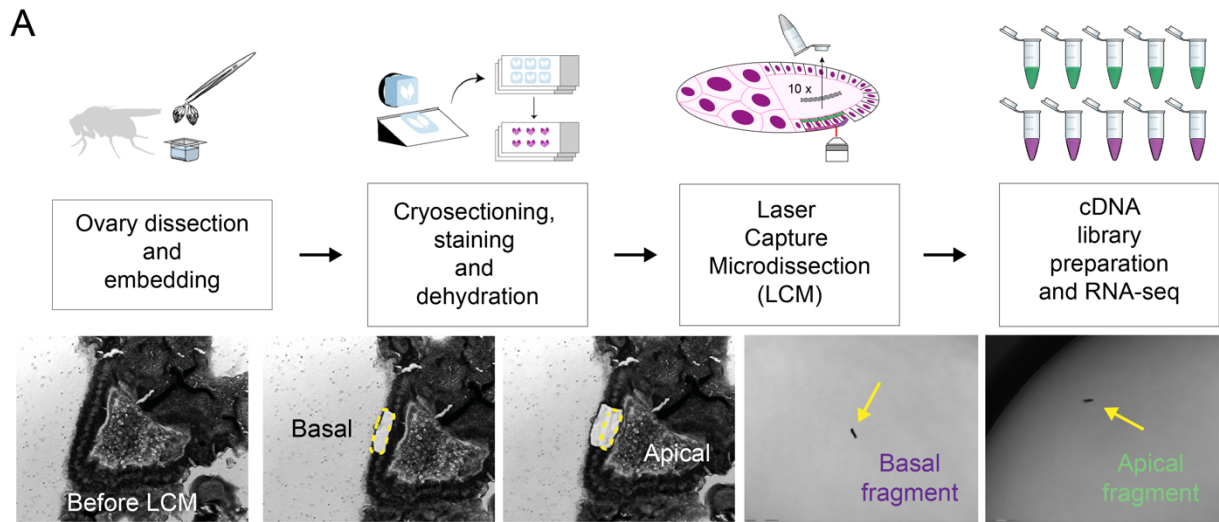 A
10 x
Ovary dissection
and
embedding
Cryosectioning,
staining
and
dehydration
Laser
Capture
Microdissection
(LCM)
cDNA
library
preparation
and RNA-seq
Before LCM
Basal
Apical
Basal
fragment
Apical
fragment